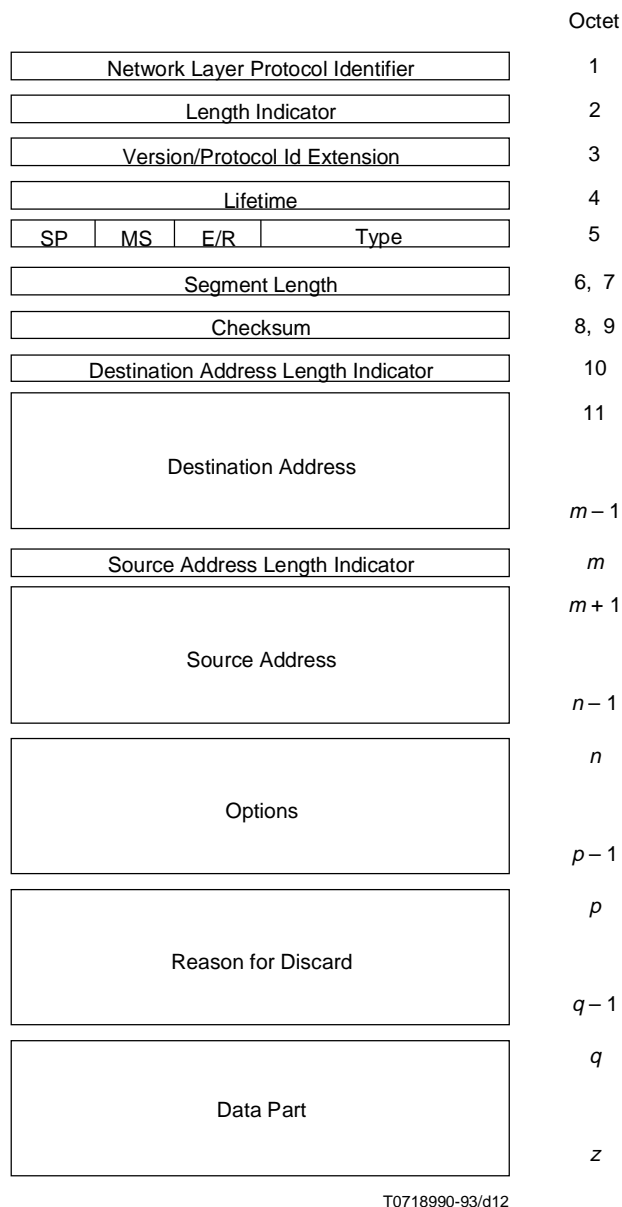 Octet
Network Layer Protocol Identifier 1
Length Indicator 2
Version/Protocol Id Extension 3
Lifetime 4
SP MS E/R Type 5
Segment Length 6, 7
Checksum 8, 9
Destination Address Length Indicator 10
11
Destination Address
m – 1
Source Address Length Indicator m
m + 1
Source Address
n – 1
n
Options
p – 1
p
Reason for Discard
q – 1
q
Data Part
z
T0718990-93/d12